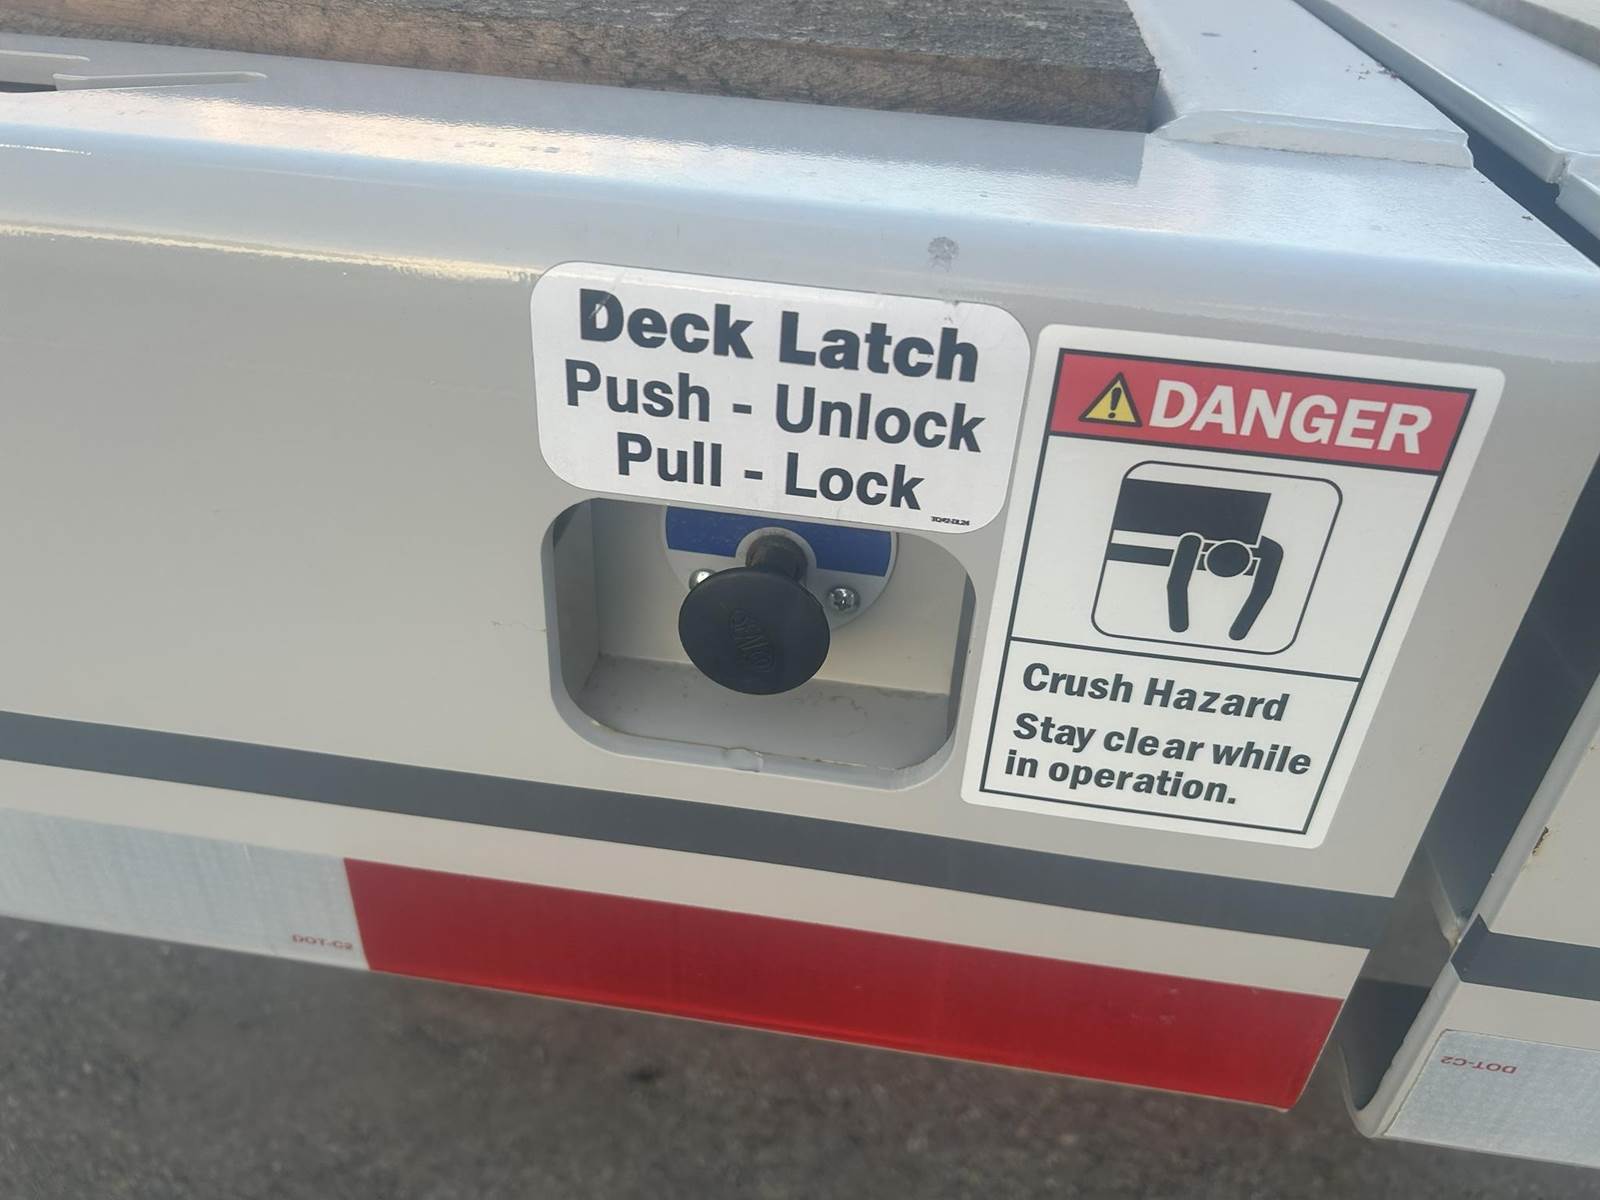 Deck Latch
Push - Unlock
Pull - Lock
DANGER
Crush Hazard
Stay clear while
in operation.
DOT-C2
DOT-C2